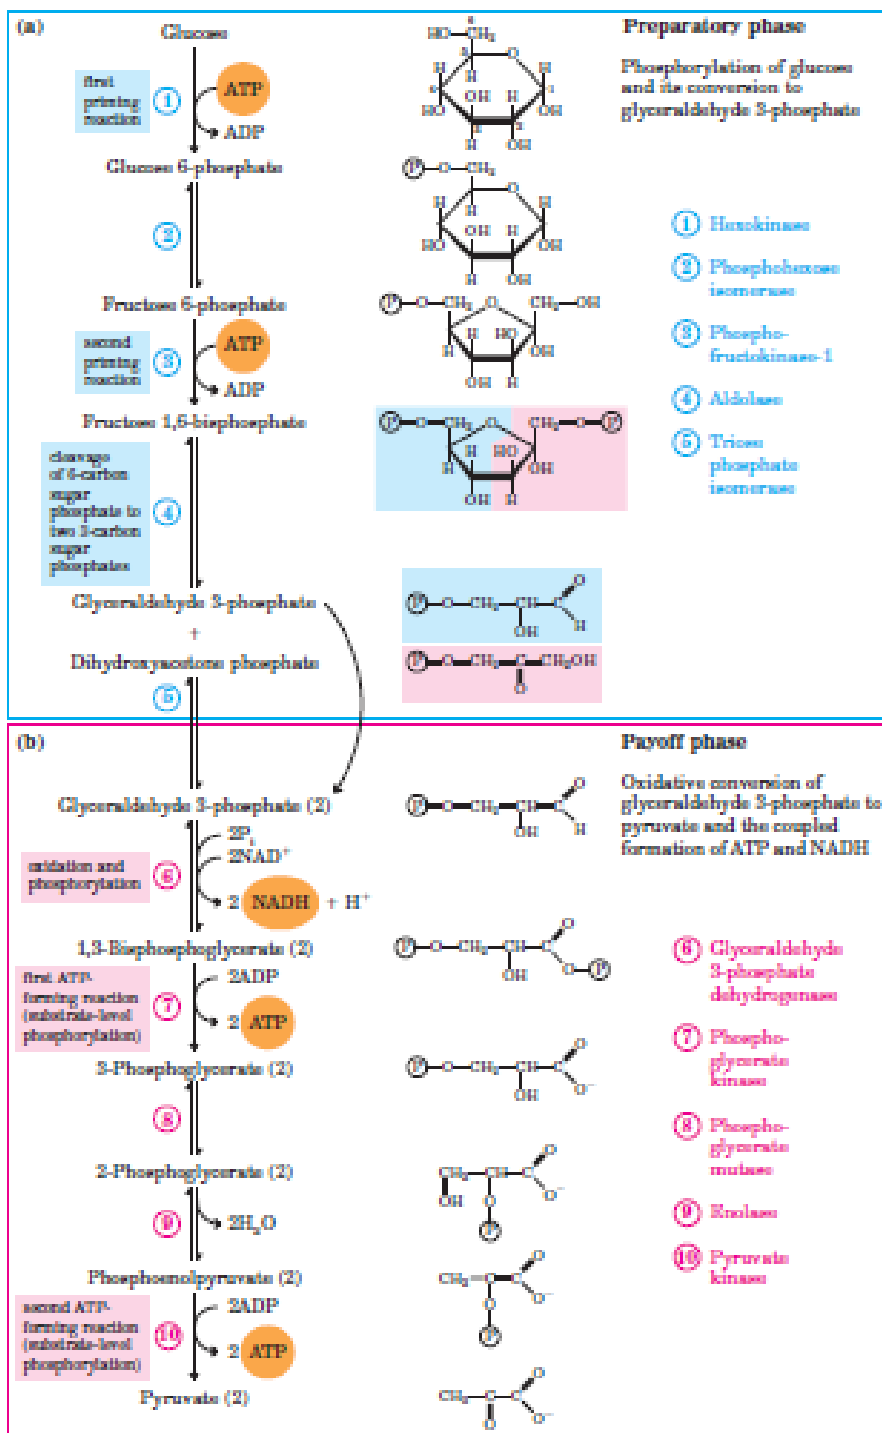 (a)
Glucose
first
priming
reaction
1
ATP
ADP
Glucose 6-phosphate
2
Fructose 6-phosphate
second
priming
reaction
3
ATP
ADP
Fructose 1,6-bisphosphate
cleavage
of 6-carbon
sugar
phosphate to
two 3-carbon
sugar
phosphates
4
Glyceraldehyde 3-phosphate
+
Dihydroxyacetone phosphate
5
Preparatory phase
Phosphorylation of glucose
and its conversion to
glyceraldehyde 3-phosphate
1 Hexokinase
2 Phosphohexose
isomerase
3 Phospho-
fructokinase-1
4 Aldolase
5 Triose
phosphate
isomerase
(b)
Glyceraldehyde 3-phosphate (2)
oxidation and
phosphorylation
6
2Pi
2NAD⁺
2 NADH + H⁺
1,3-Bisphosphoglycerate (2)
first ATP-
forming reaction
(substrate-level
phosphorylation)
7
2ADP
2 ATP
3-Phosphoglycerate (2)
8
2-Phosphoglycerate (2)
9
2H₂O
Phosphoenolpyruvate (2)
second ATP-
forming reaction
(substrate-level
phosphorylation)
10
2ADP
2 ATP
Pyruvate (2)
Payoff phase
Oxidative conversion of
glyceraldehyde 3-phosphate to
pyruvate and the coupled
formation of ATP and NADH
6 Glyceraldehyde
3-phosphate
dehydrogenase
7 Phospho-
glycerate
kinase
8 Phospho-
glycerate
mutase
9 Enolase
10 Pyruvate
kinase